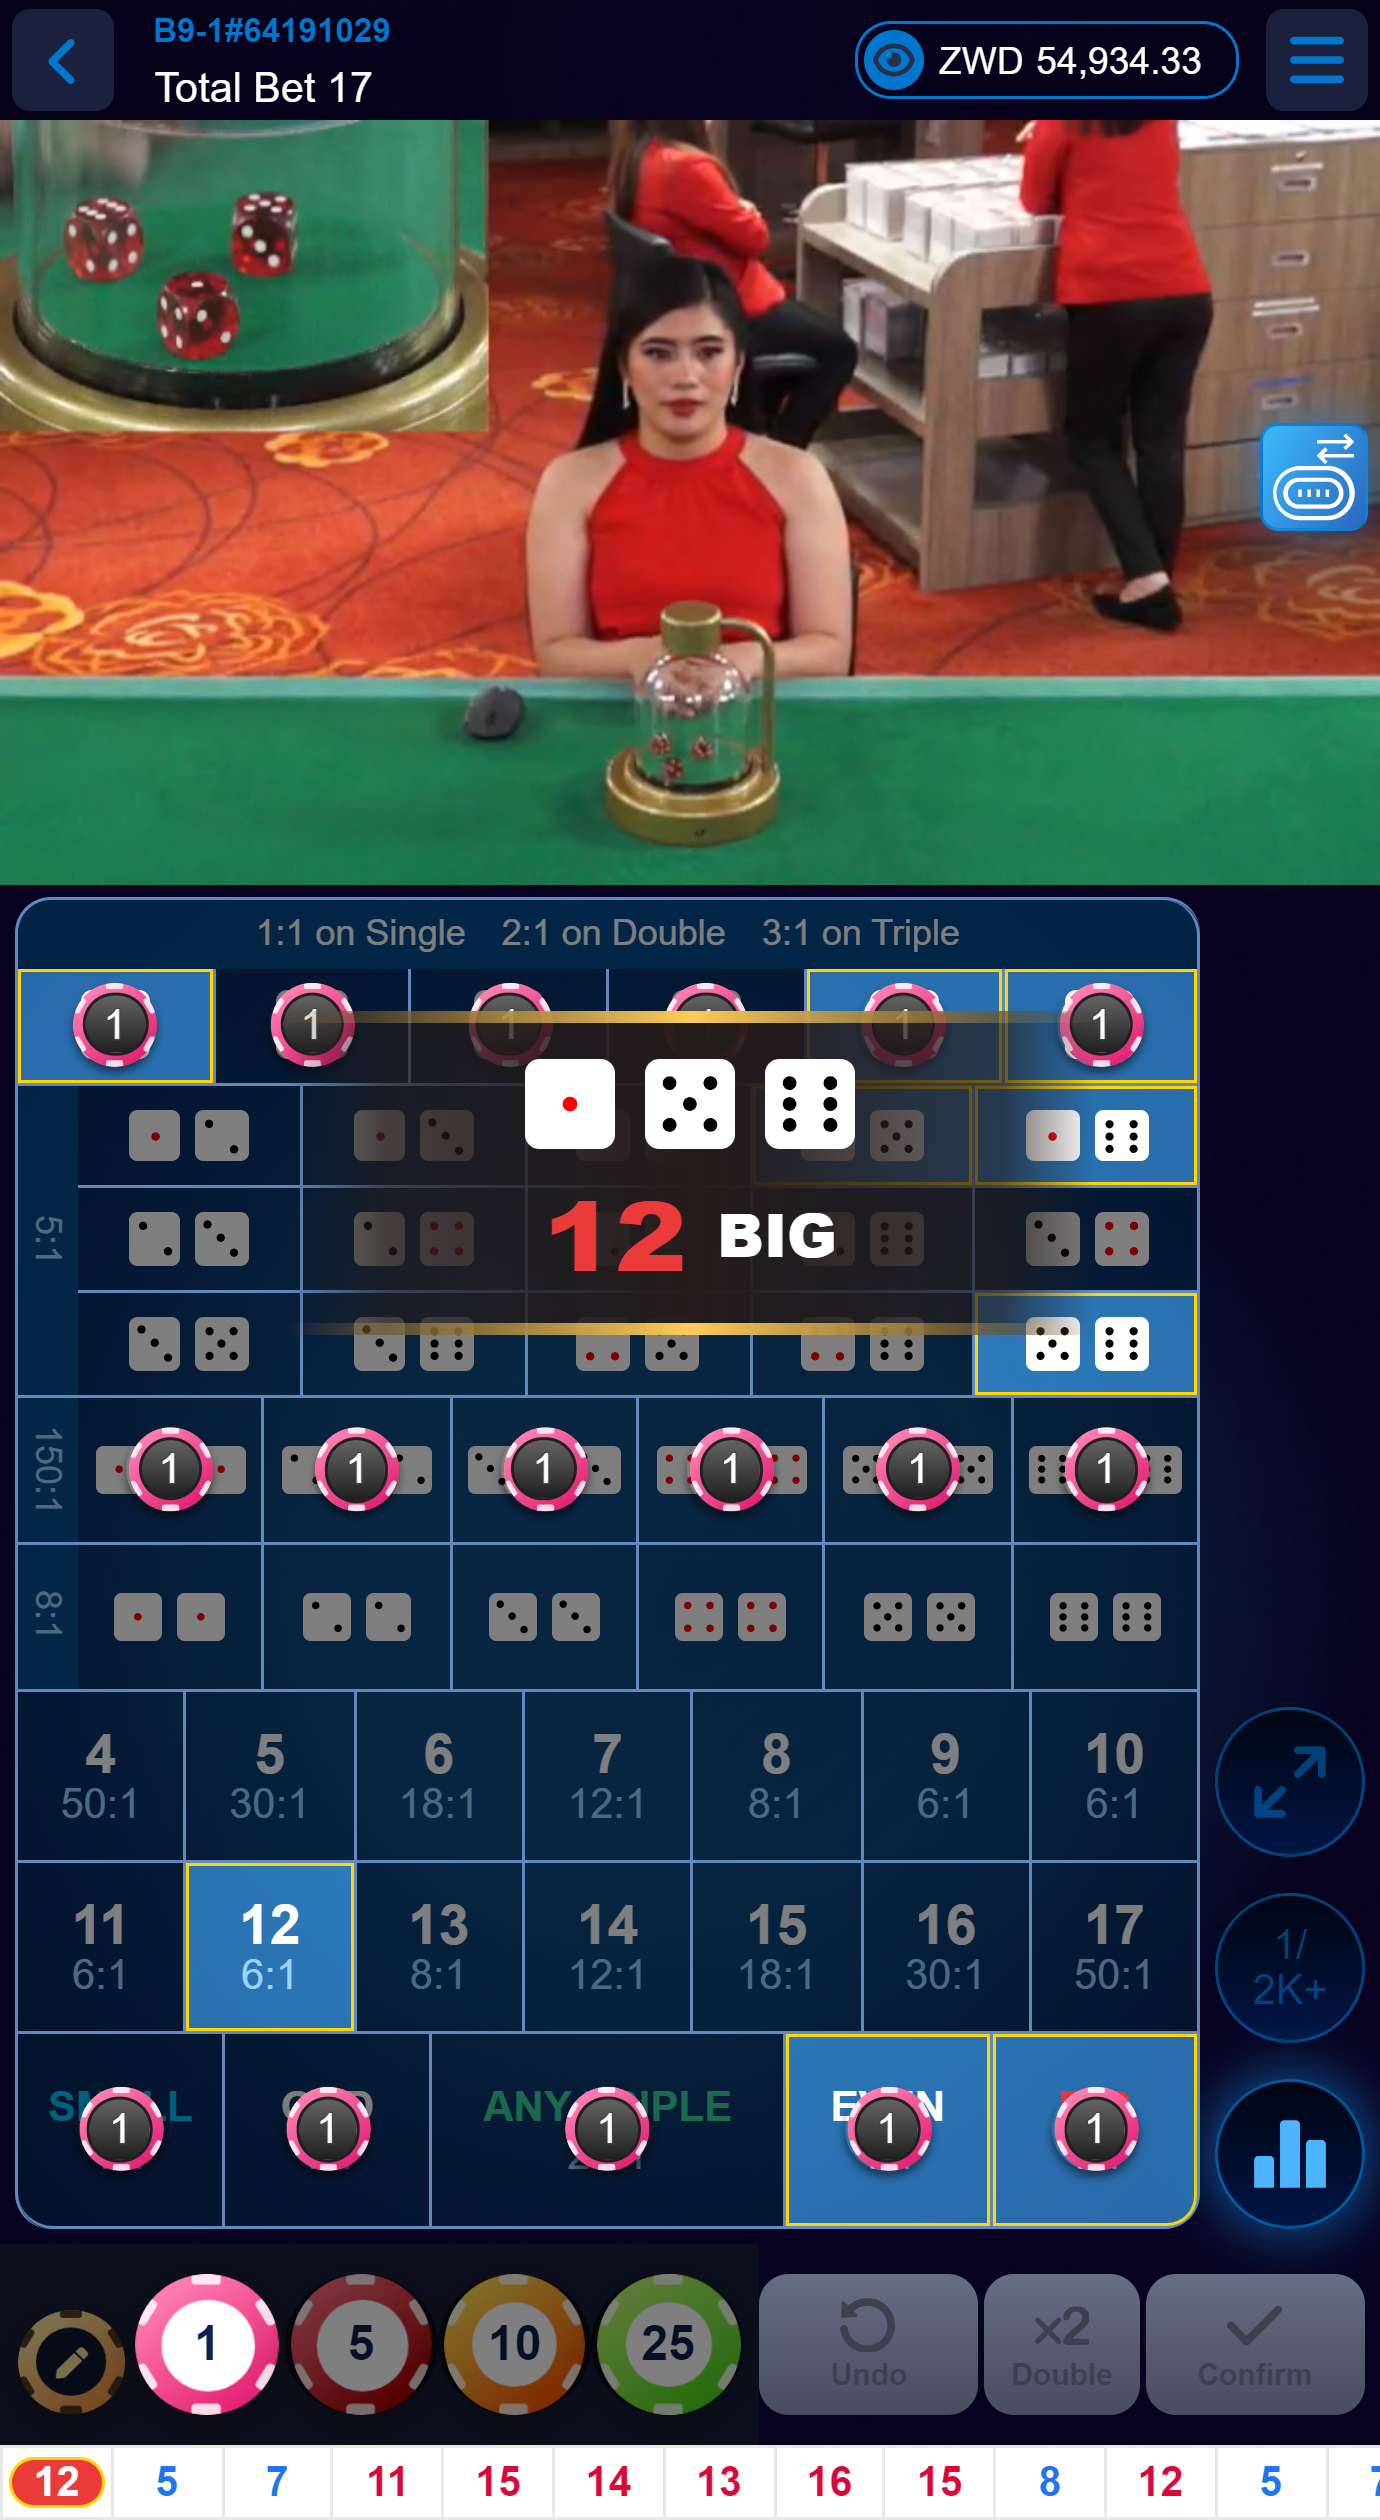 B9-1#64191029
Total Bet 17
ZWD 54,934.33
1:1 on Single 2:1 on Double 3:1 on Triple
1 1 1 1 1 1
12 BIG
5:1
150:1
1 1 1 1 1 1
8:1
4 5 6 7 8 9 10
50:1 30:1 18:1 12:1 8:1 6:1 6:1
11 12 13 14 15 16 17
6:1 6:1 8:1 12:1 18:1 30:1 50:1
ANY
1 1 1 1 1
1/
2K+
1 5 10 25
Undo
x2
Double
Confirm
12 5 7 11 15 14 13 16 15 8 12 5